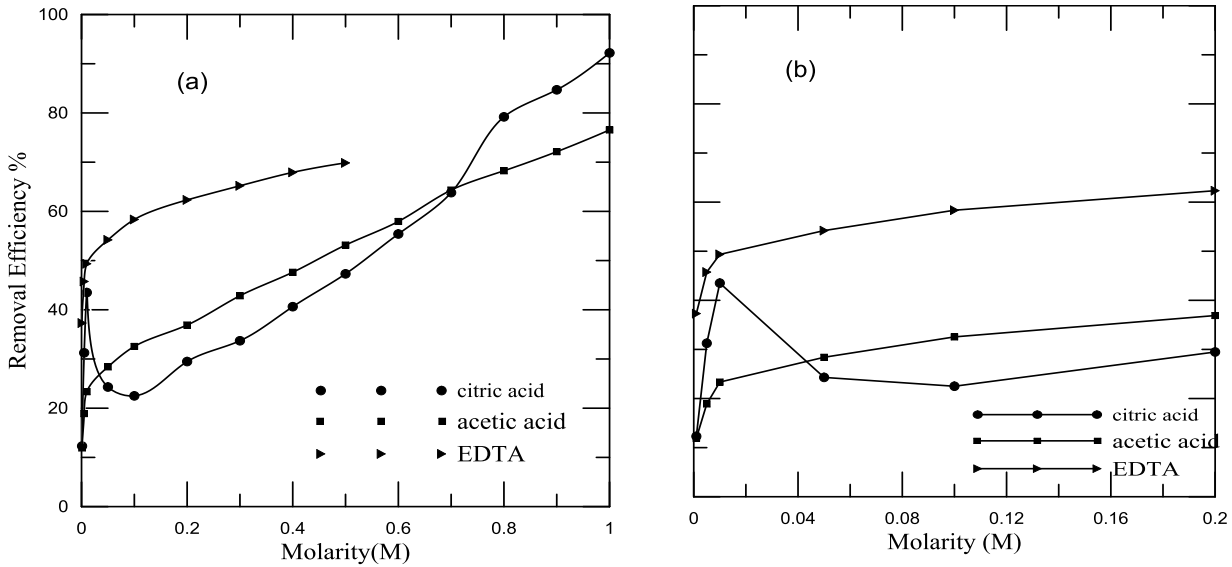 100
80
60
40
20
0
Removal Efficiency %
(a)
citric acid
acetic acid
EDTA
0 0.2 0.4 0.6 0.8 1
Molarity(M)
(b)
citric acid
acetic acid
EDTA
0 0.04 0.08 0.12 0.16 0.2
Molarity (M)